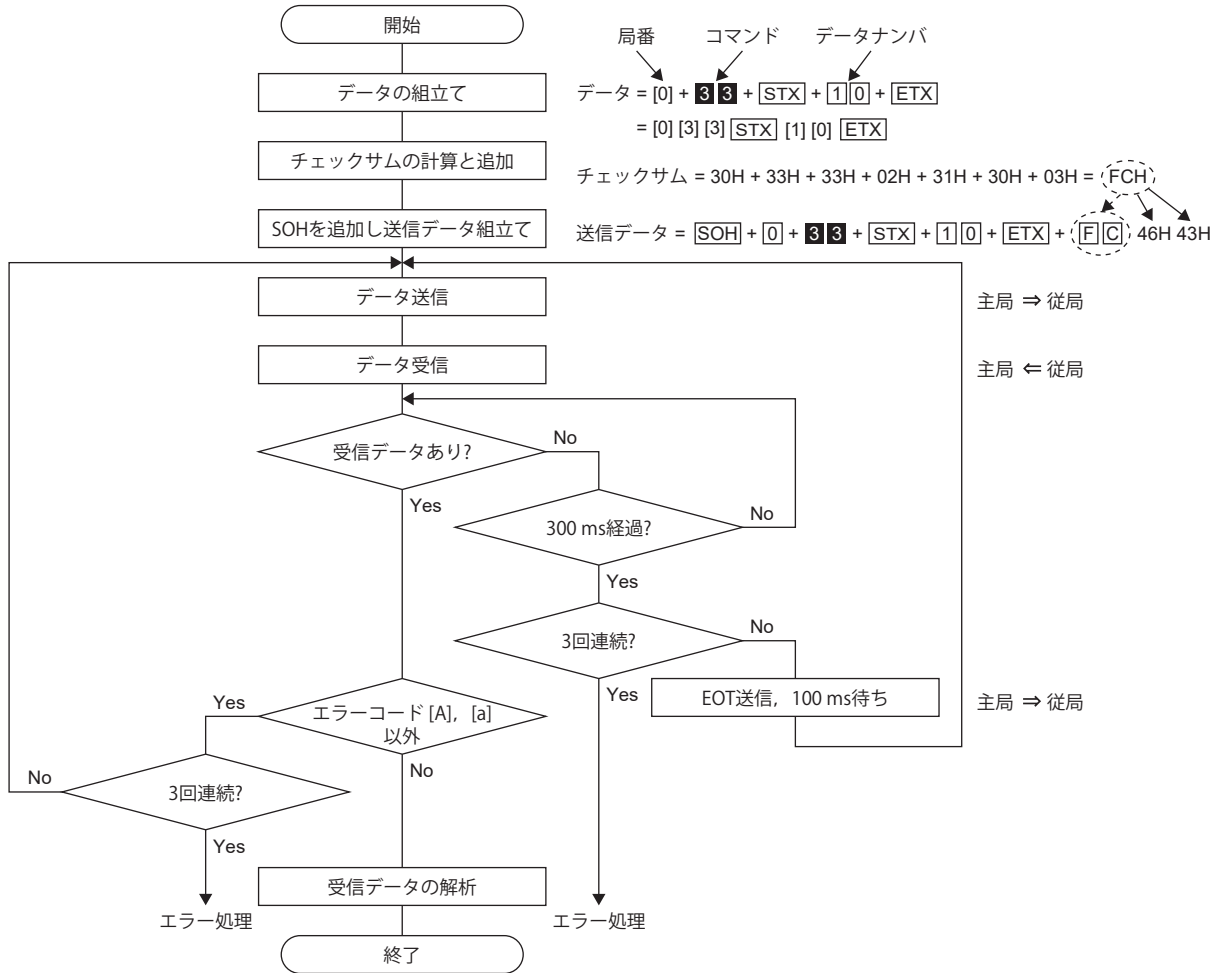 開始
局番 コマンド データナンバ
データの組立て
データ = [0] + 3 3 + STX + 1 0 + ETX
= [0] [3] [3] STX [1] [0] ETX
チェックサムの計算と追加
チェックサム = 30H + 33H + 33H + 02H + 31H + 30H + 03H = FCH
SOHを追加し送信データ組立て
送信データ = SOH + 0 + 3 3 + STX + 1 0 + ETX + F C 46H 43H
データ送信
主局 ⇒ 従局
データ受信
主局 ⇐ 従局
受信データあり?
No
Yes
300 ms経過?
No
Yes
3回連続?
No
Yes
EOT送信，100 ms待ち
主局 ⇒ 従局
エラーコード [A]，[a]
以外
Yes
No
3回連続?
No
Yes
受信データの解析
エラー処理
エラー処理
終了